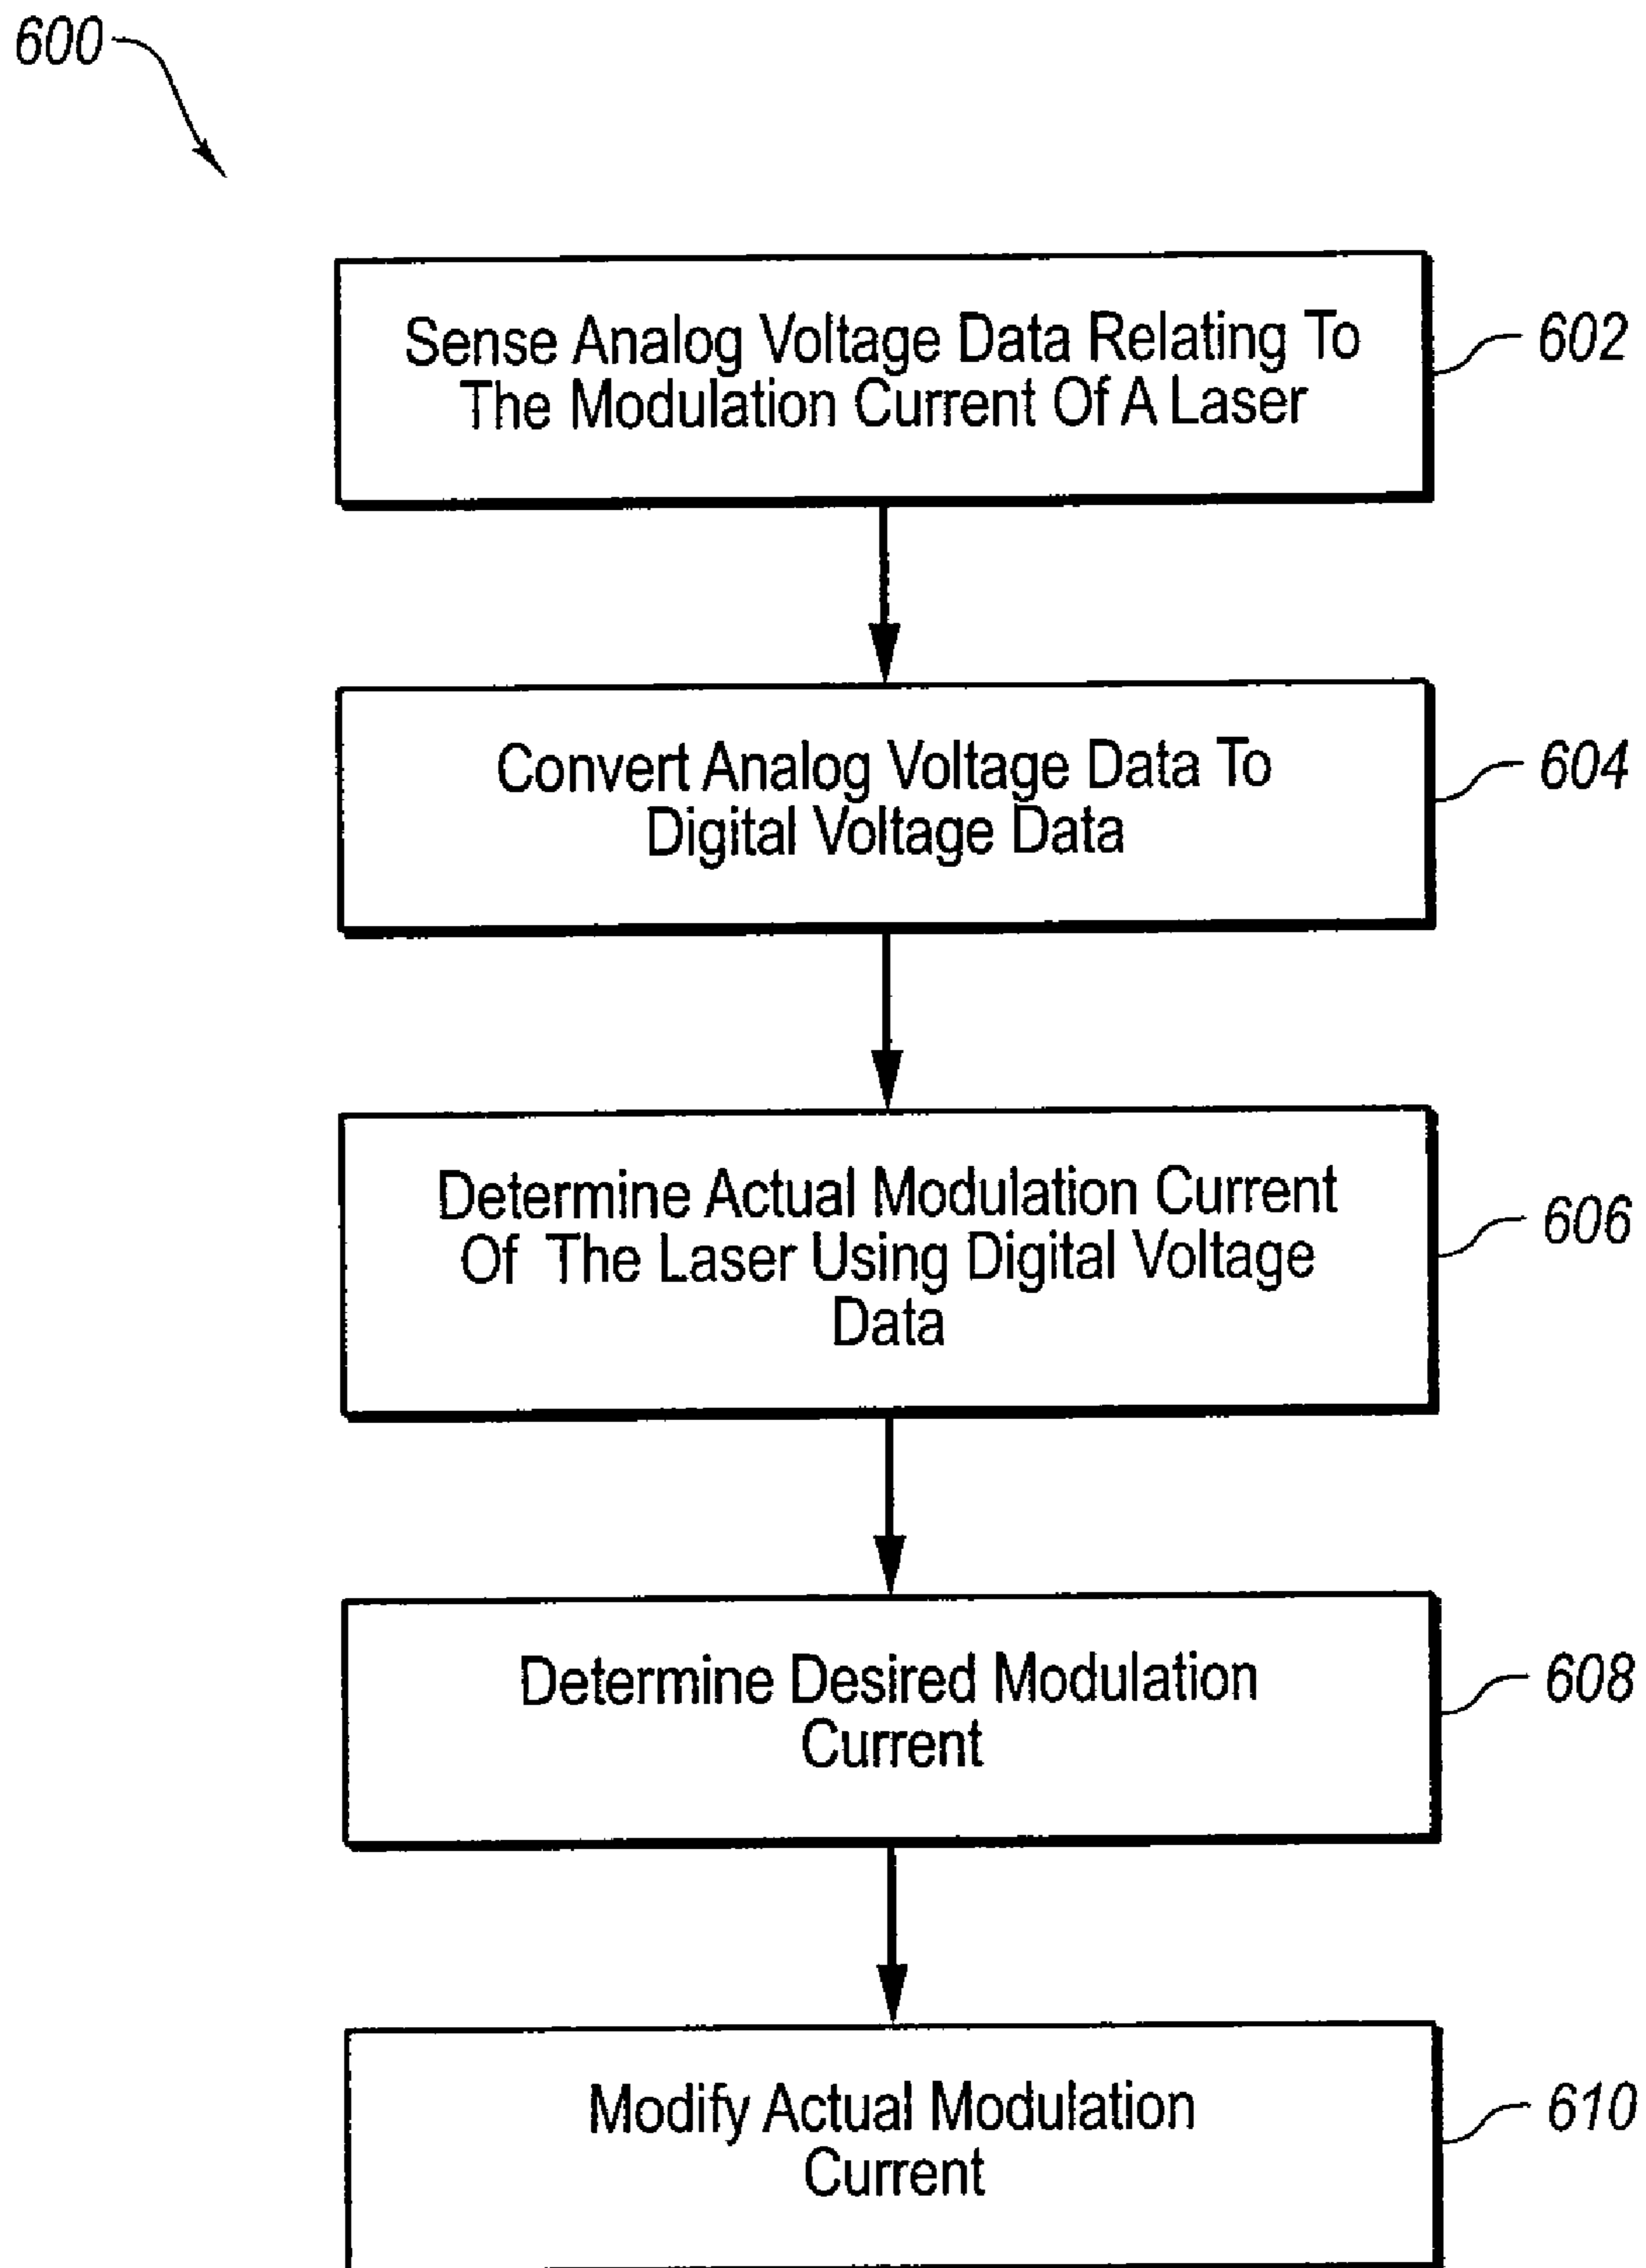 600
Sense Analog Voltage Data Relating To
The Modulation Current Of A Laser
602
Convert Analog Voltage Data To
Digital Voltage Data
604
Determine Actual Modulation Current
Of The Laser Using Digital Voltage
Data
606
Determine Desired Modulation
Current
608
Modify Actual Modulation
Current
610